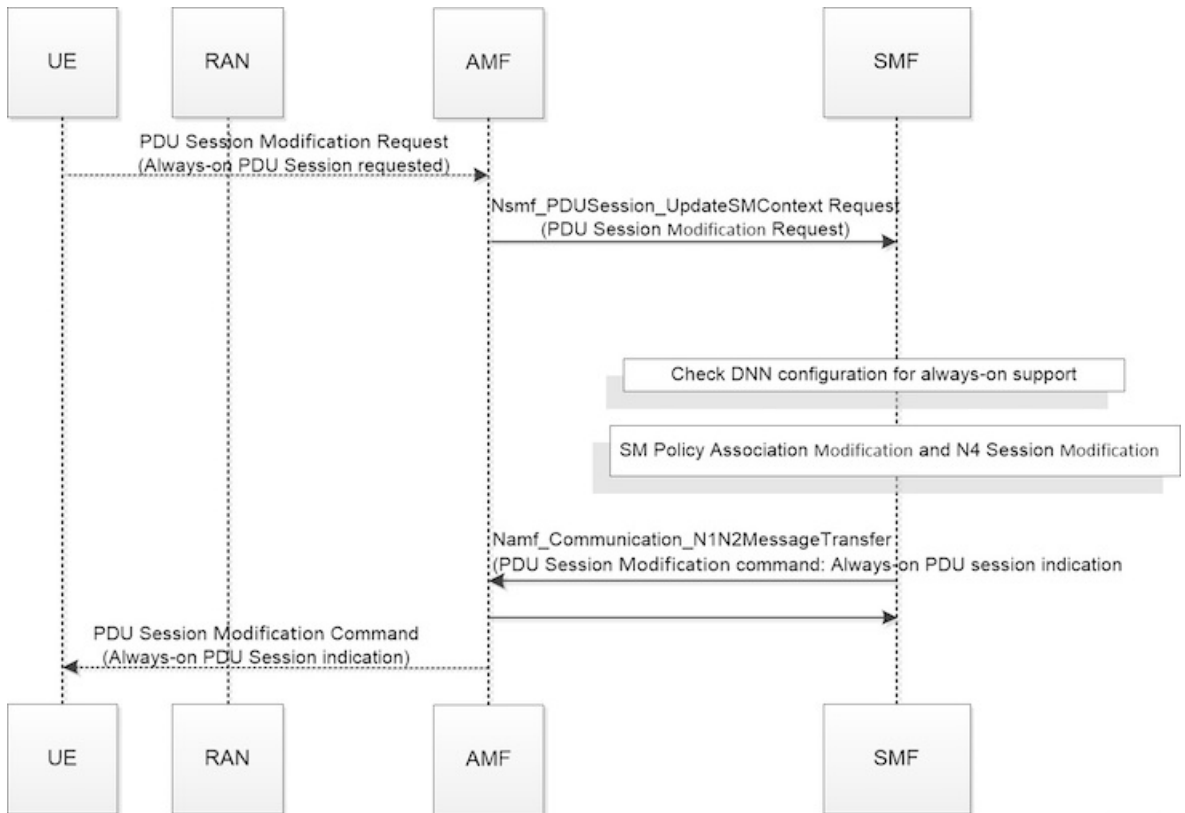 UE
RAN
AMF
SMF
PDU Session Modification Request
(Always-on PDU Session requested)
Nsmf_PDUSession_UpdateSMContext Request
(PDU Session Modification Request)
Check DNN configuration for always-on support
SM Policy Association Modification and N4 Session Modification
Namf_Communication_N1N2MessageTransfer
(PDU Session Modification command: Always-on PDU session indication
PDU Session Modification Command
(Always-on PDU Session indication)
UE
RAN
AMF
SMF